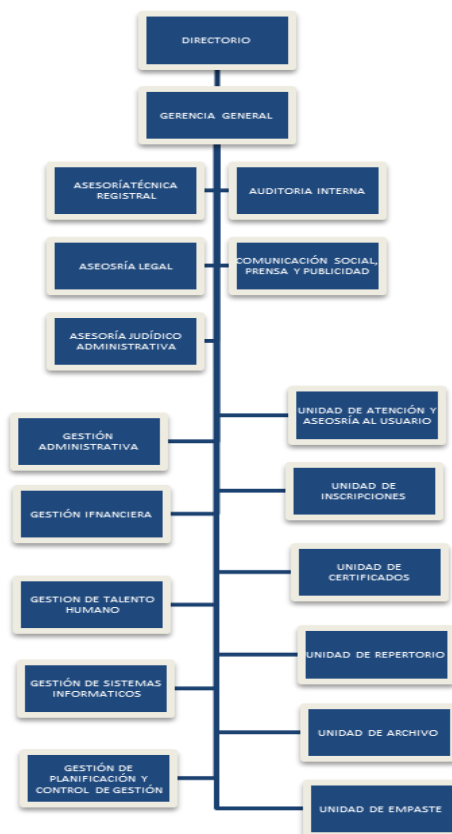 DIRECTORIO
GERENCIA GENERAL
ASESORÍATÉCNICA
REGISTRAL
AUDITORIA INTERNA
ASEOSRÍA LEGAL
COMUNICACIÓN SOCIAL,
PRENSA Y PUBLICIDAD
ASESORÍA JUDÍDICO
ADMINISTRATIVA
UNIDAD DE ATENCIÓN Y
ASEOSRÍA AL USUARIO
GESTIÓN
ADMINISTRATIVA
UNIDAD DE
INSCRIPCIONES
GESTIÓN IFNANCIERA
UNIDAD DE
CERTIFICADOS
GESTION DE TALENTO
HUMANO
UNIDAD DE REPERTORIO
GESTIÓN DE SISTEMAS
INFORMATICOS
UNIDAD DE ARCHIVO
GESTIÓN DE
PLANIFICACIÓN Y
CONTROL DE GESTIÓN
UNIDAD DE EMPASTE